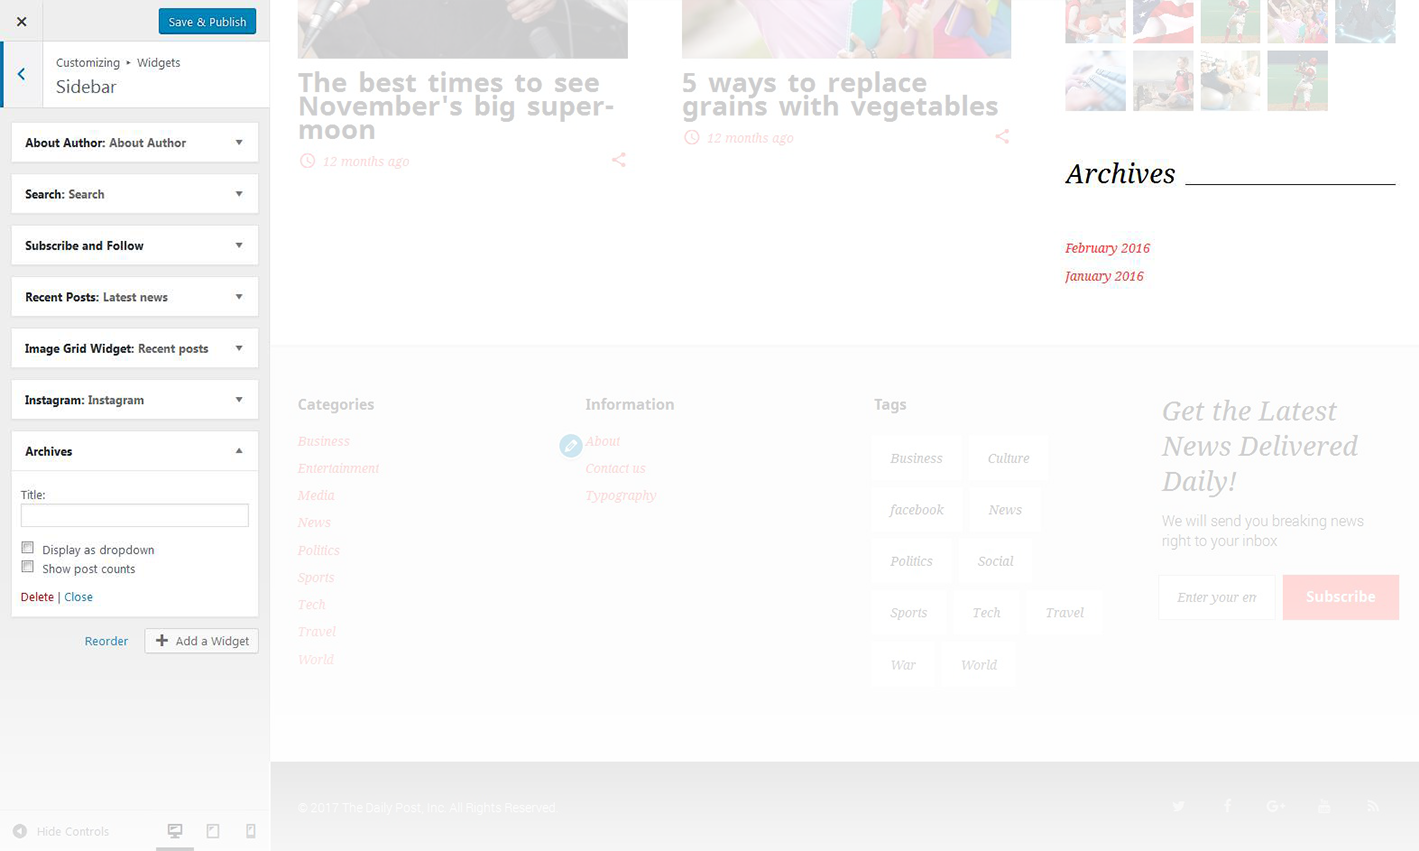 Save & Publish
Customizing ▸ Widgets
Sidebar
About Author: About Author
Search: Search
Subscribe and Follow
Recent Posts: Latest news
Image Grid Widget: Recent posts
Instagram: Instagram
Archives
Title:
Display as dropdown
Show post counts
Delete | Close
Reorder
Add a Widget
Hide Controls
The best times to see
November's big super-
moon
12 months ago
5 ways to replace
grains with vegetables
12 months ago
Archives
February 2016
January 2016
Categories
Business
Entertainment
Media
News
Politics
Sports
Tech
Travel
World
Information
About
Contact us
Typography
Tags
Business Culture
facebook News
Politics Social
Sports Tech Travel
War World
Get the Latest
News Delivered
Daily!
We will send you breaking news
right to your inbox
Enter your en
Subscribe
© 2017 The Daily Post, Inc. All Rights Reserved.